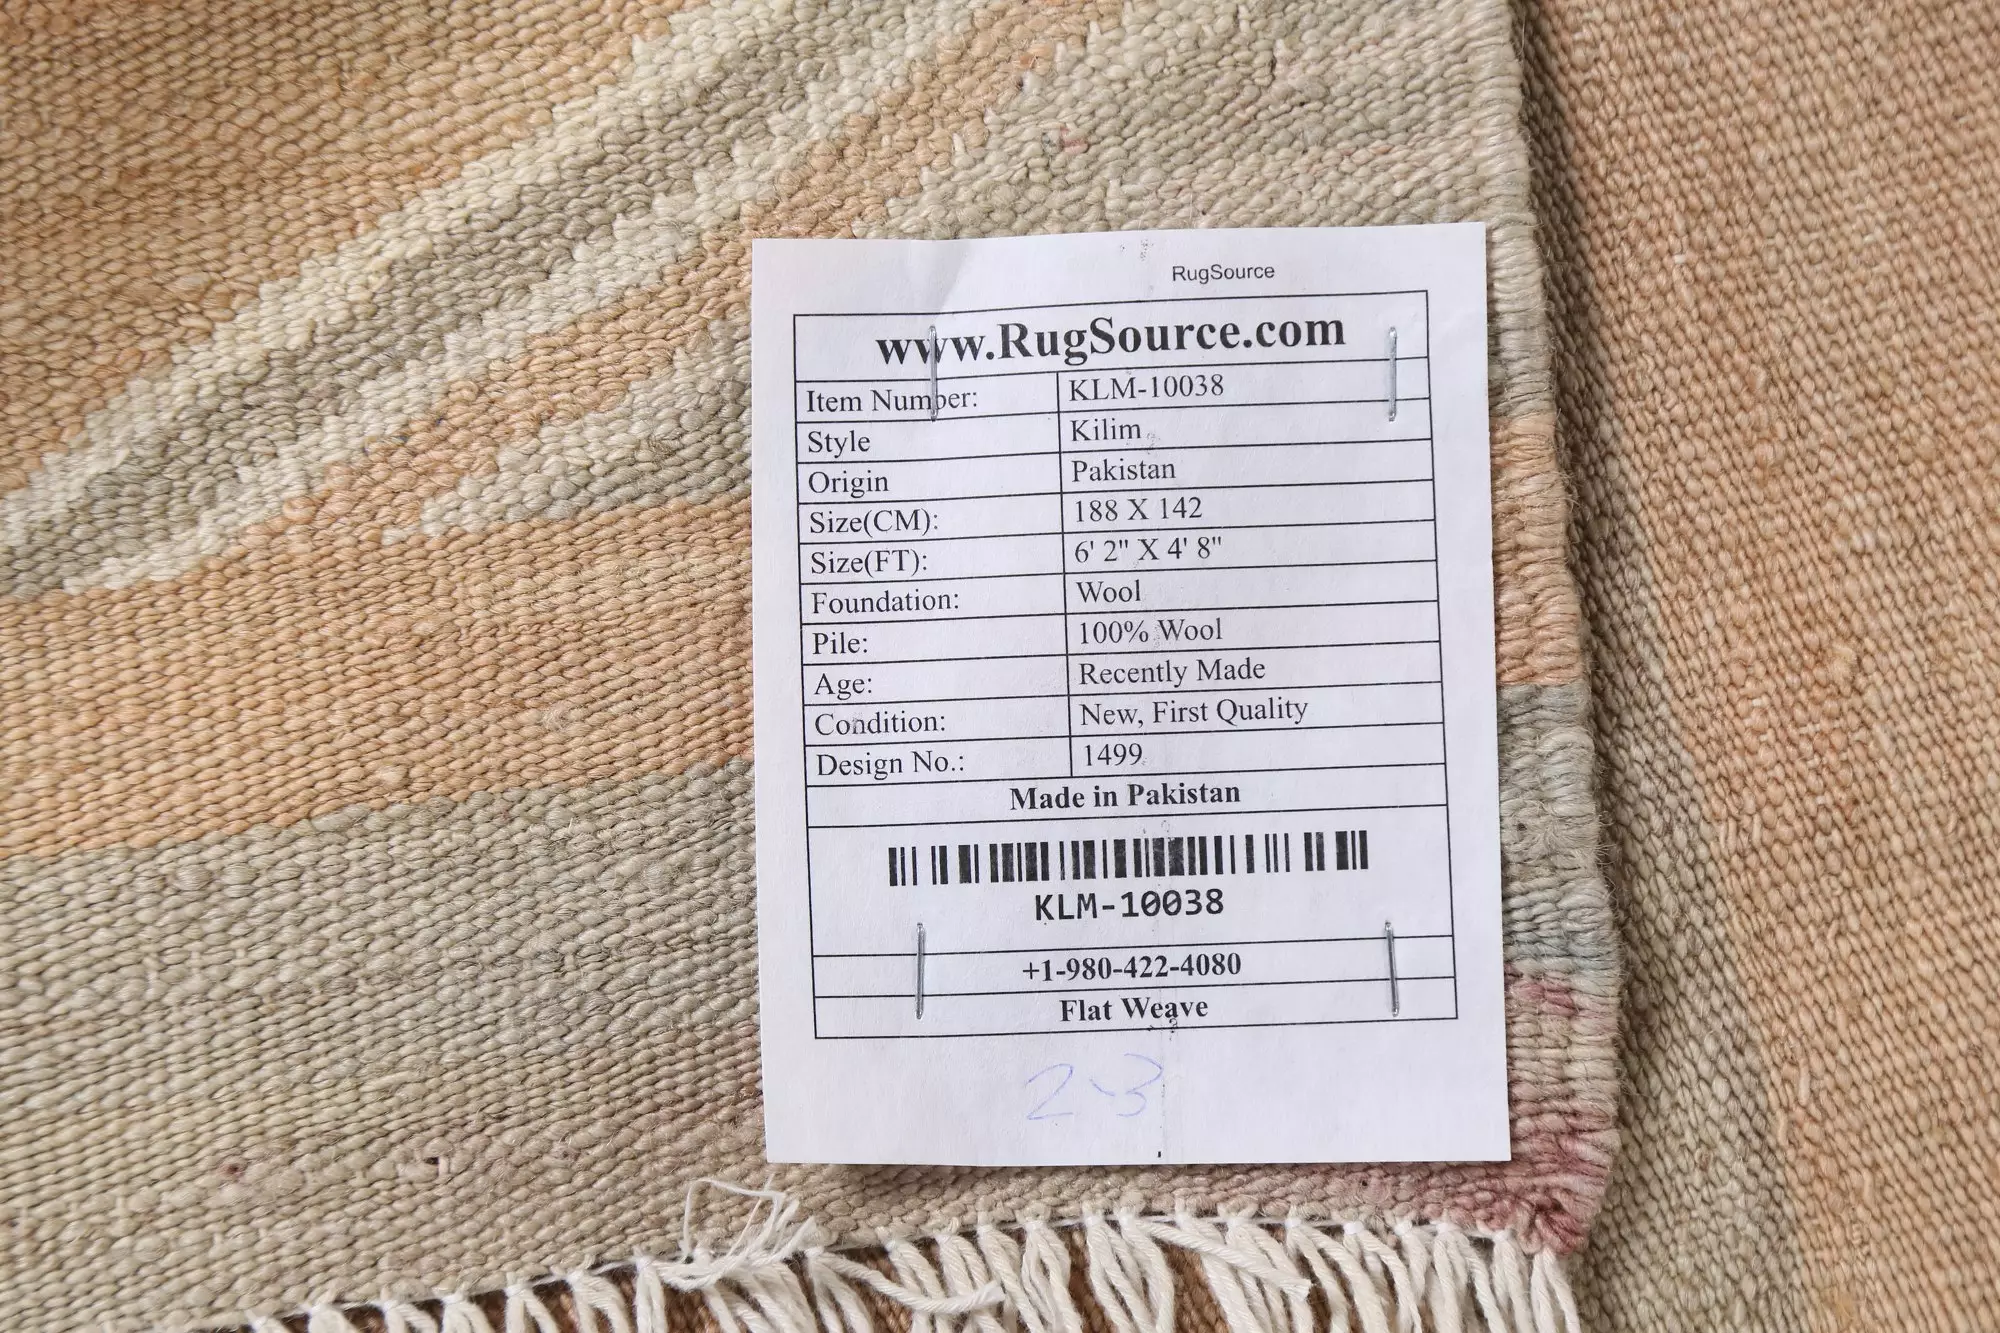 RugSource
www.RugSource.com
Item Number: KLM-10038
Style Kilim
Origin Pakistan
Size(CM): 188 X 142
Size(FT): 6' 2" X 4' 8"
Foundation: Wool
Pile: 100% Wool
Age: Recently Made
Condition: New, First Quality
Design No.: 1499
Made in Pakistan
KLM-10038
+1-980-422-4080
Flat Weave
23